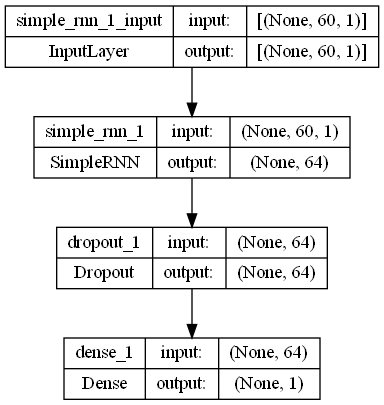 simple_rnn_1_input input: [(None, 60, 1)]
InputLayer output: [(None, 60, 1)]
simple_rnn_1 input: (None, 60, 1)
SimpleRNN output: (None, 64)
dropout_1 input: (None, 64)
Dropout output: (None, 64)
dense_1 input: (None, 64)
Dense output: (None, 1)